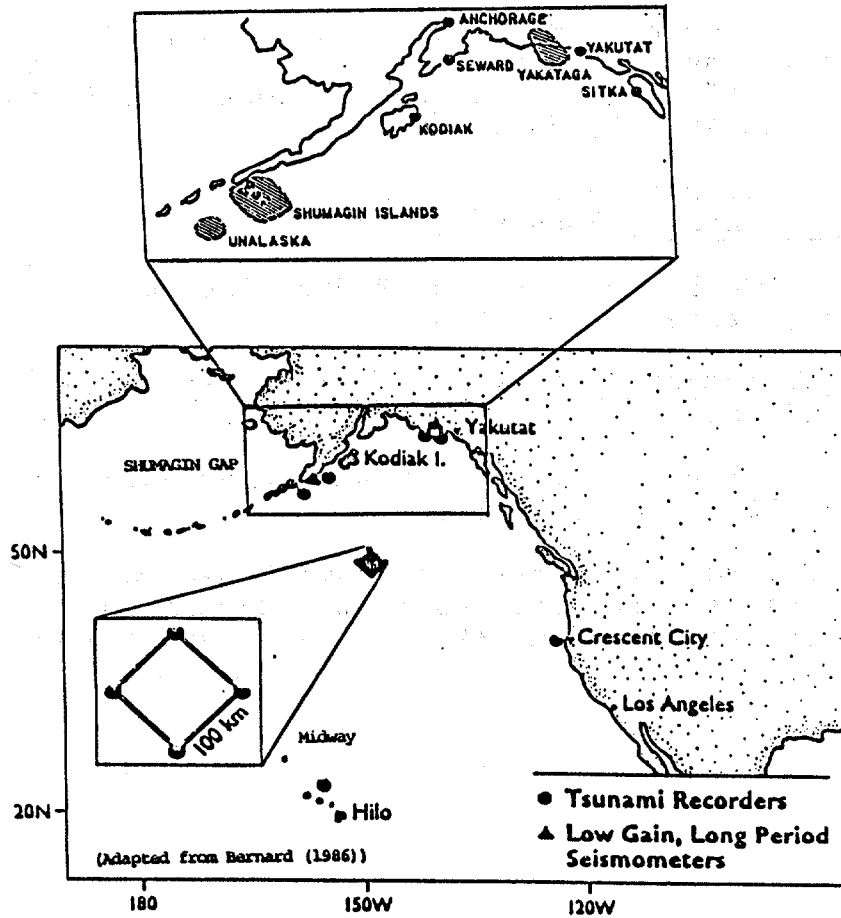 ANCHORAGE
SEWARD
YAKATAGA
YAKUTAT
SITKA
KODIAK
SHUMAGIN ISLANDS
UNALASKA
Yakutat
SHUMAGIN GAP
Kodiak I.
50N
100 km
Crescent City
Los Angeles
Midway
Hilo
20N
Tsunami Recorders
Low Gain, Long Period
Seismometers
(Adapted from Bernard (1986))
180
150W
120W